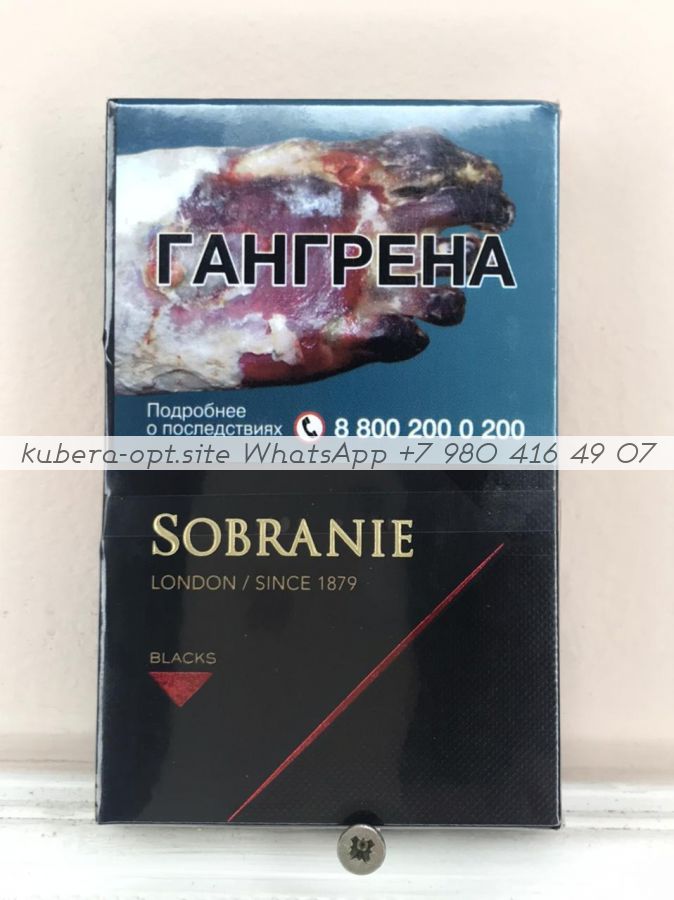 ГАНГРЕНА
Подробнее
о последствиях 8 800 200 0 200
kubera-opt.site WhatsApp +7 980 416 49 07
SOBRANIE
LONDON / SINCE 1879
BLACKS